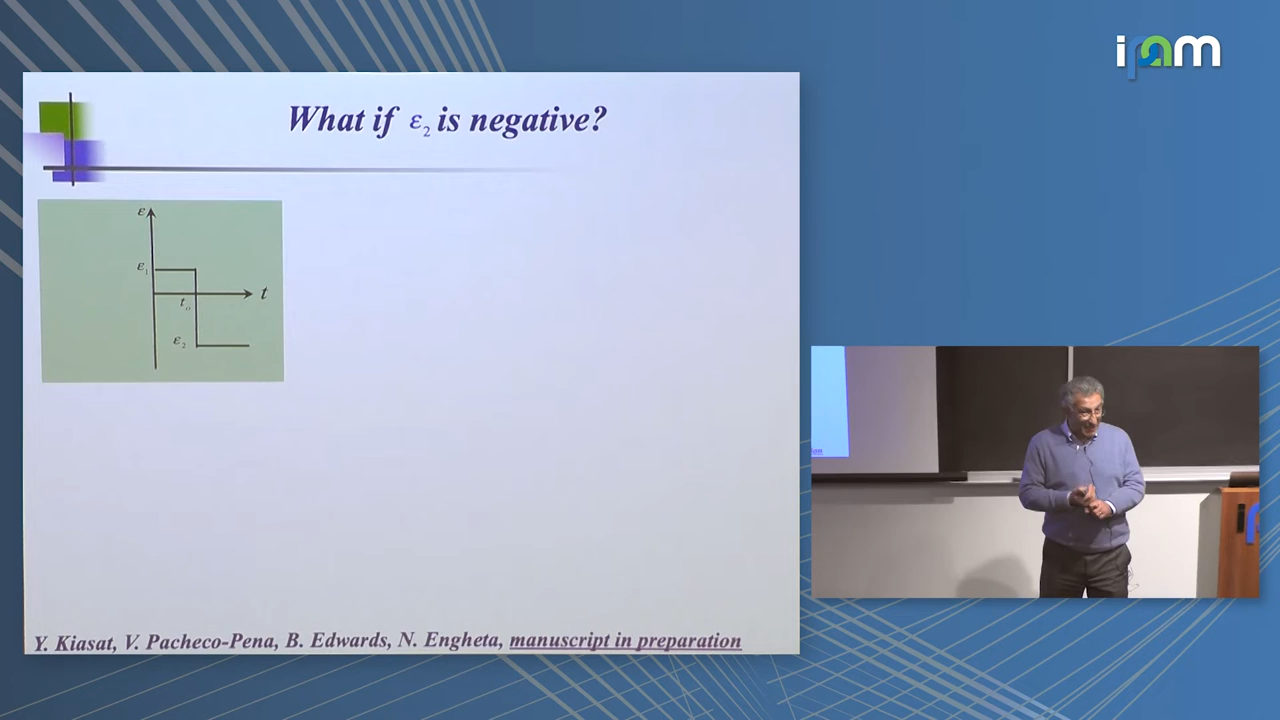 ipam
What if ε₂ is negative?
ε
ε₁
t
t₀
ε₂
Y. Kiasat, V. Pacheco-Pena, B. Edwards, N. Engheta, manuscript in preparation